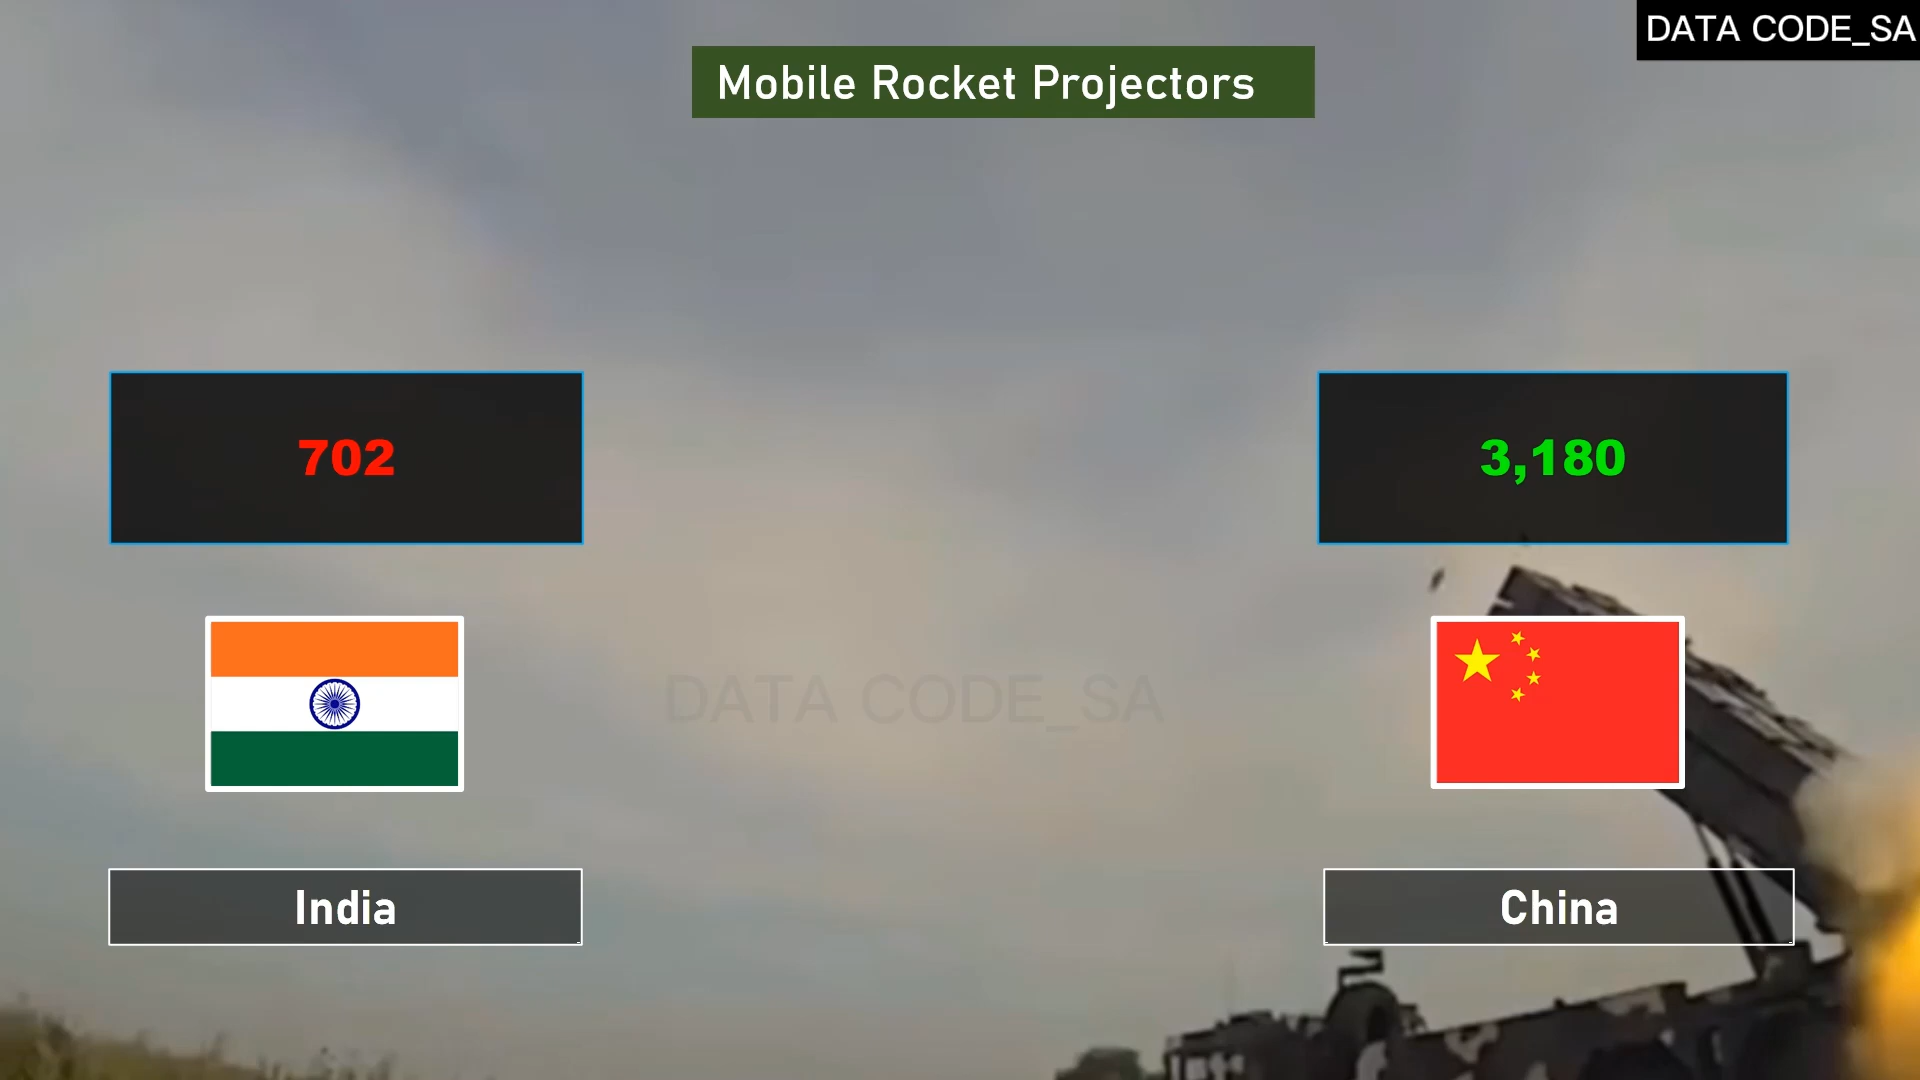 DATA CODE_SA
Mobile Rocket Projectors
702
3,180
DATA CODE_SA
India
China